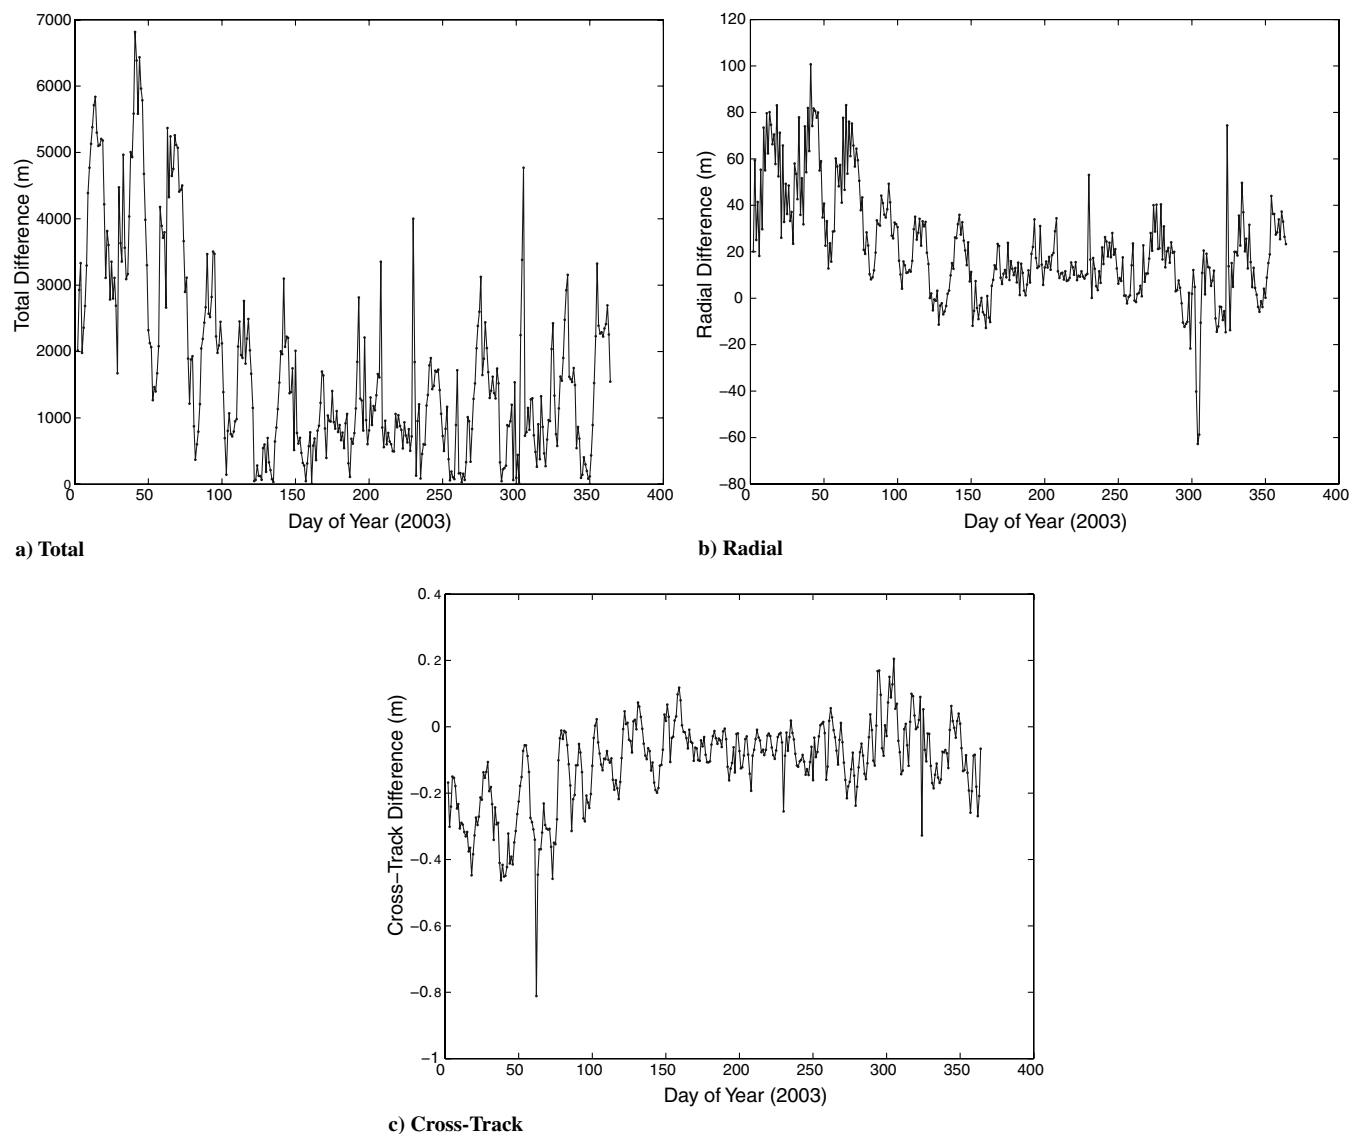 7000
6000
5000
4000
3000
2000
1000
0
Total Difference (m)
0 50 100 150 200 250 300 350 400
Day of Year (2003)
a) Total
120
100
80
60
40
20
0
−20
−40
−60
−80
Radial Difference (m)
0 50 100 150 200 250 300 350 400
Day of Year (2003)
b) Radial
0.4
0.2
0
−0.2
−0.4
−0.6
−0.8
−1
Cross−Track Difference (m)
0 50 100 150 200 250 300 350 400
Day of Year (2003)
c) Cross-Track